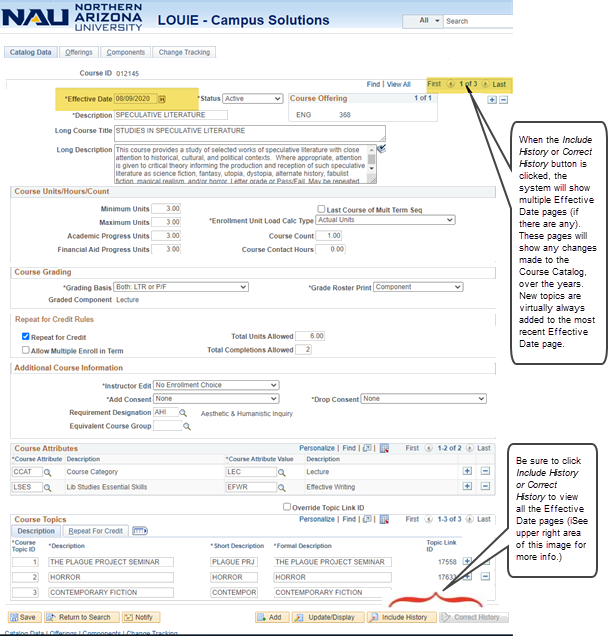 NAU NORTHERN
ARIZONA
UNIVERSITY
LOUIE - Campus Solutions
All Search
Catalog Data Offerings Components Change Tracking
Course ID 012145
Find | View All First 1 of 3 Last
*Effective Date 08/09/2020 *Status Active Course Offering 1 of 1
*Description SPECULATIVE LITERATURE ENG 368
Long Course Title STUDIES IN SPECULATIVE LITERATURE
Long Description This course provides a study of selected works of speculative literature with close
attention to historical, cultural, and political contexts. Where appropriate, attention
is given to critical theory informing the production and reception of such speculative
literature as science fiction, fantasy, utopia, dystopia, alternate history, fabulist
fiction, magical realism, and/or horror. Letter grade or Pass/Fail. May be repeated
Course Units/Hours/Count
Minimum Units 3.00 Last Course of Mult Term Seq
Maximum Units 3.00 *Enrollment Unit Load Calc Type Actual Units
Academic Progress Units 3.00 Course Count 1.00
Financial Aid Progress Units 3.00 Course Contact Hours 0.00
Course Grading
*Grading Basis Both: LTR or P/F *Grade Roster Print Component
Graded Component Lecture
Repeat for Credit Rules
Repeat for Credit Total Units Allowed 6.00
Allow Multiple Enroll in Term Total Completions Allowed 2
Additional Course Information
*Instructor Edit No Enrollment Choice
*Add Consent None *Drop Consent None
Requirement Designation AHI Aesthetic & Humanistic Inquiry
Equivalent Course Group
Course Attributes Personalize | Find | First 1-2 of 2 Last
*Course Attribute Description *Course Attribute Value Description
CCAT Course Category LEC Lecture
LSES Lib Studies Essential Skills EFWR Effective Writing
Override Topic Link ID
Course Topics Personalize | Find | First 1-3 of 3 Last
Description Repeat For Credit
*Course Topic ID *Description *Short Description *Formal Description Topic Link ID
1 THE PLAGUE PROJECT SEMINAR PLAGUE PRJ THE PLAGUE PROJECT SEMINAR 17558
2 HORROR HORROR HORROR 17633
3 CONTEMPORARY FICTION CONTEMPOR CONTEMPORARY FICTION
Save Return to Search Notify Add Update/Display Include History Correct History
Catalog Data | Offerings | Components | Change Tracking
When the Include
History or Correct
History button is
clicked, the
system will show
multiple Effective
Date pages (if
there are any).
These pages will
show any changes
made to the
Course Catalog,
over the years.
New topics are
virtually always
added to the most
recent Effective
Date page.
Be sure to click
Include History
or Correct
History to view
all the Effective
Date pages (iSee
upper right area
of this image for
more info.)